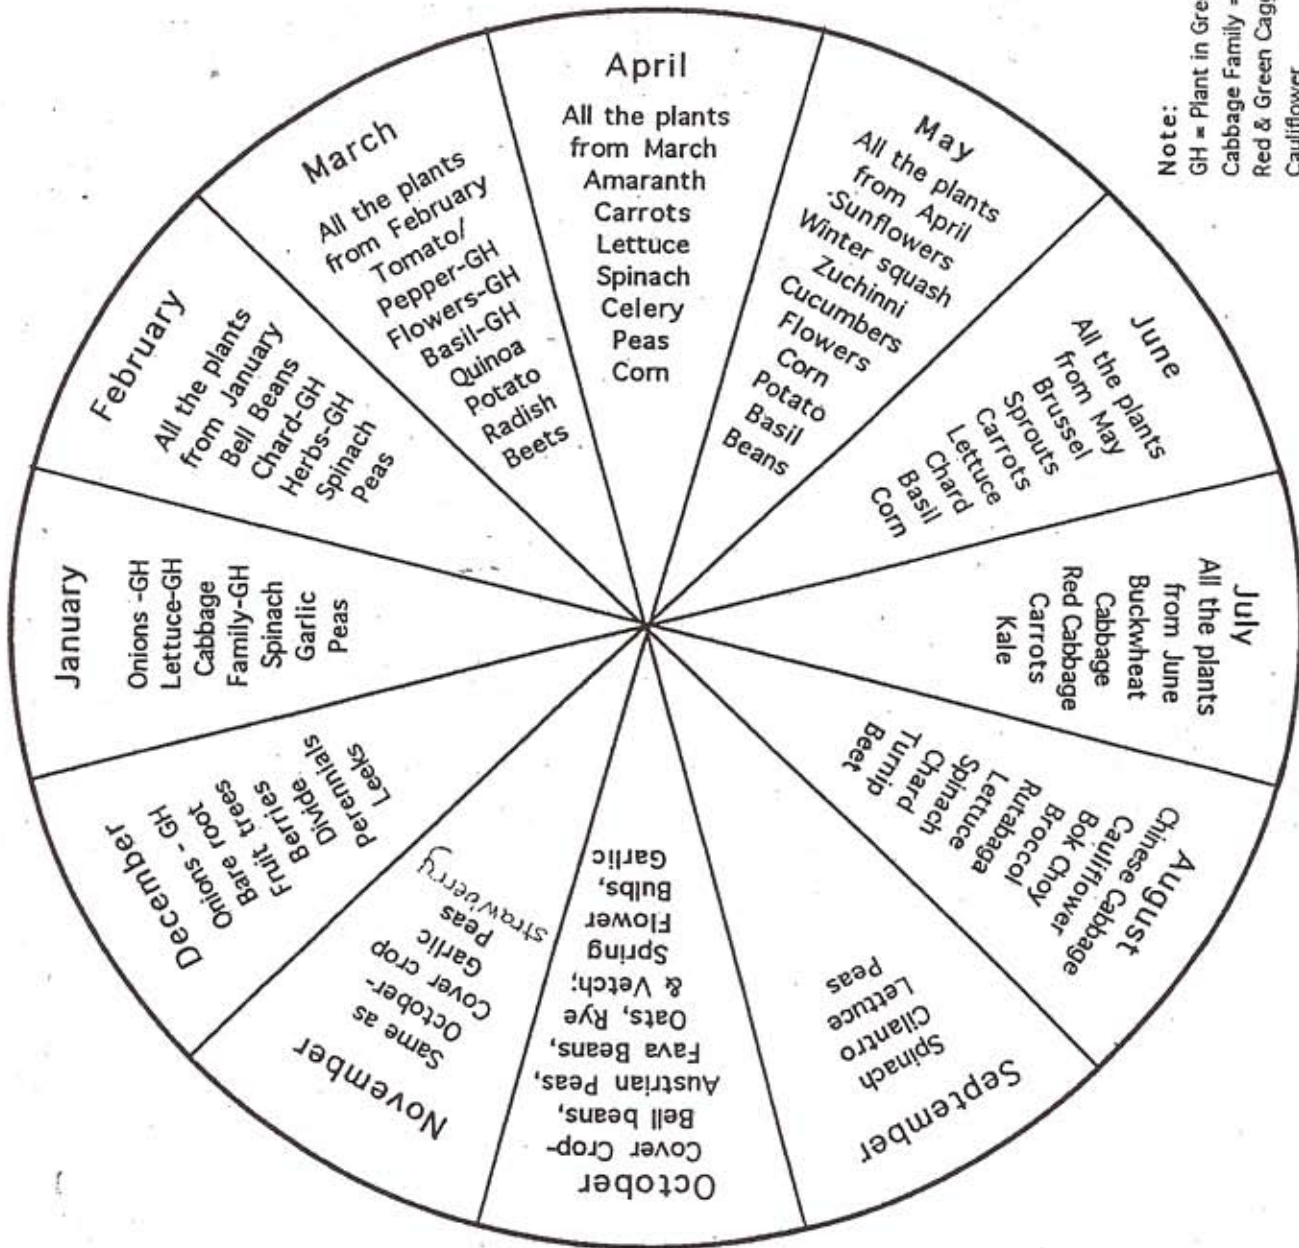 January
Onions -GH
Lettuce-GH
Cabbage
Family-GH
Spinach
Garlic
Peas
February
All the plants
from January
Bell Beans
Chard-GH
Herbs-GH
Spinach
Peas
March
All the plants
from February
Tomato/
Pepper-GH
Flowers-GH
Basil-GH
Quinoa
Potato
Radish
Beets
April
All the plants
from March
Amaranth
Carrots
Lettuce
Spinach
Celery
Peas
Corn
May
All the plants
from April
Sunflowers
Winter squash
Zuchinni
Cucumbers
Flowers
Corn
Potato
Basil
Beans
June
All the plants
from May
Brussel
Sprouts
Carrots
Lettuce
Chard
Basil
Corn
July
All the plants
from June
Buckwheat
Cabbage
Red Cabbage
Carrots
Kale
August
Chinese Cabbage
Caulifflower
Bok Choy
Broccol
Rutabaga
Lettuce
Spinach
Chard
Turnip
Beet
September
Spinach
Cilantro
Lettuce
Peas
October
Cover Crop-
Bell beans,
Austrian Peas,
Fava Beans,
Oats, Rye
& Vetch;
Spring
Flower
Bulbs,
Garlic
November
Same as
October-
Cover crop
Garlic
Peas
strawberry
December
Onions - GH
Bare root
Fruit trees
Berries
Divide
Perennials
Leeks
Note:
GH = Plant in Gre
Cabbage Family =
Red & Green Cagg
Cauliflower